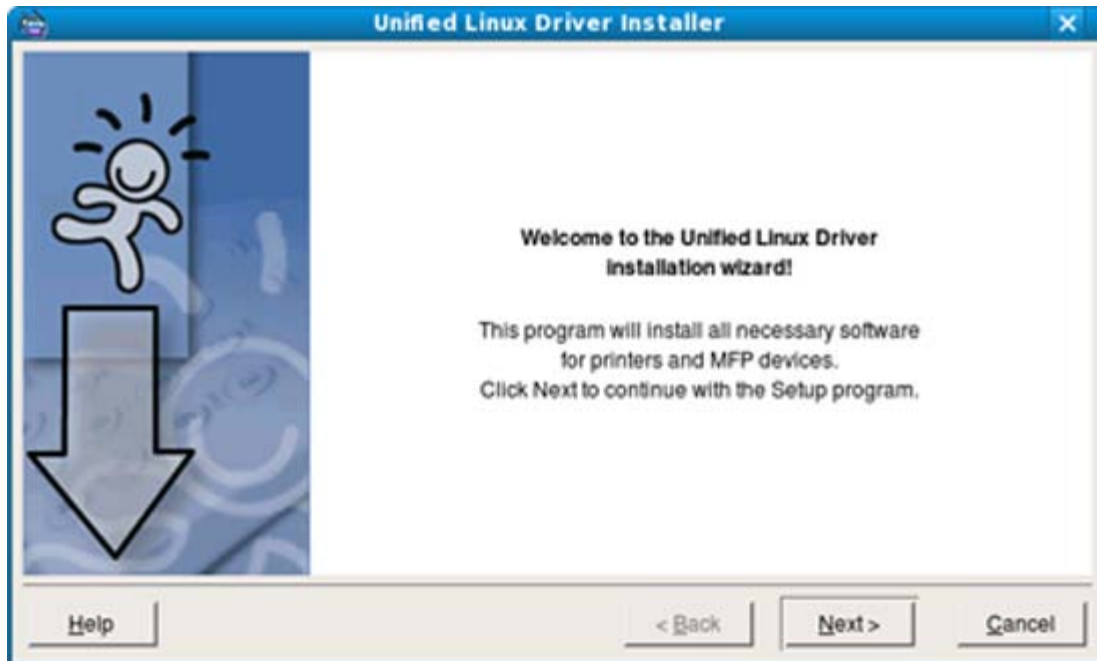 Unified Linux Driver Installer
Welcome to the Unified Linux Driver
installation wizard!
This program will install all necessary software
for printers and MFP devices.
Click Next to continue with the Setup program.
Help
< Back
Next >
Cancel